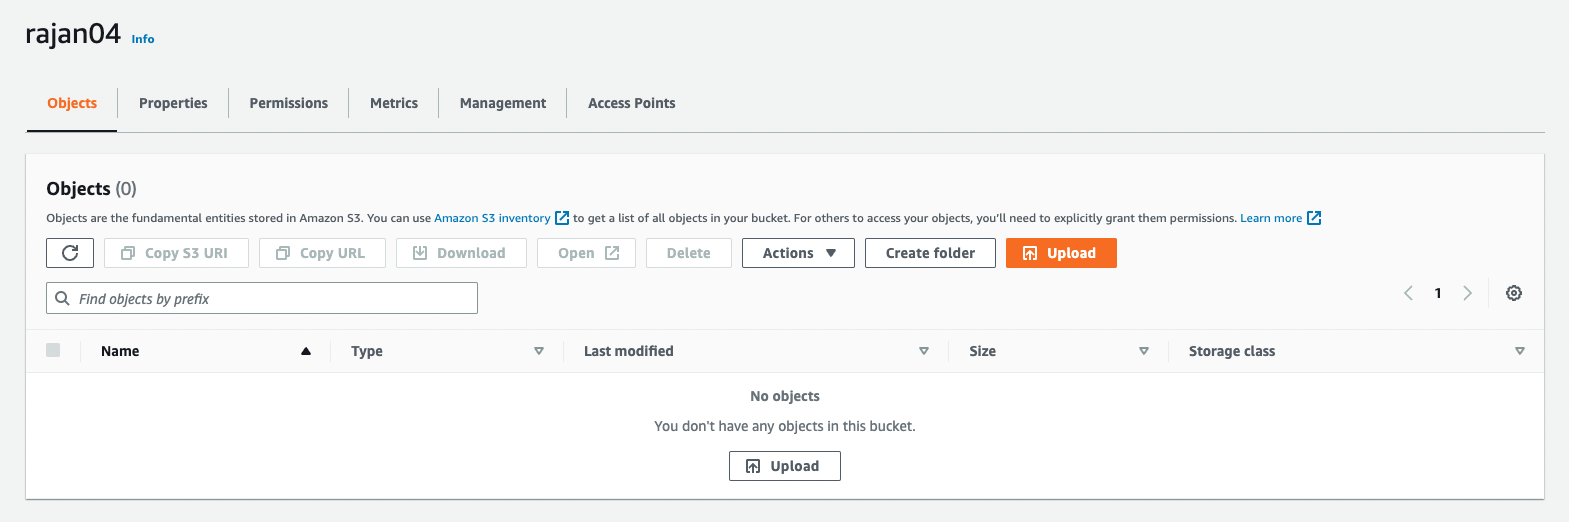 rajan04 Info
Objects Properties Permissions Metrics Management Access Points
Objects (0)
Objects are the fundamental entities stored in Amazon S3. You can use Amazon S3 inventory to get a list of all objects in your bucket. For others to access your objects, you'll need to explicitly grant them permissions. Learn more
Copy S3 URI Copy URL Download Open Delete Actions Create folder Upload
Find objects by prefix 1
Name Type Last modified Size Storage class
No objects
You don't have any objects in this bucket.
Upload